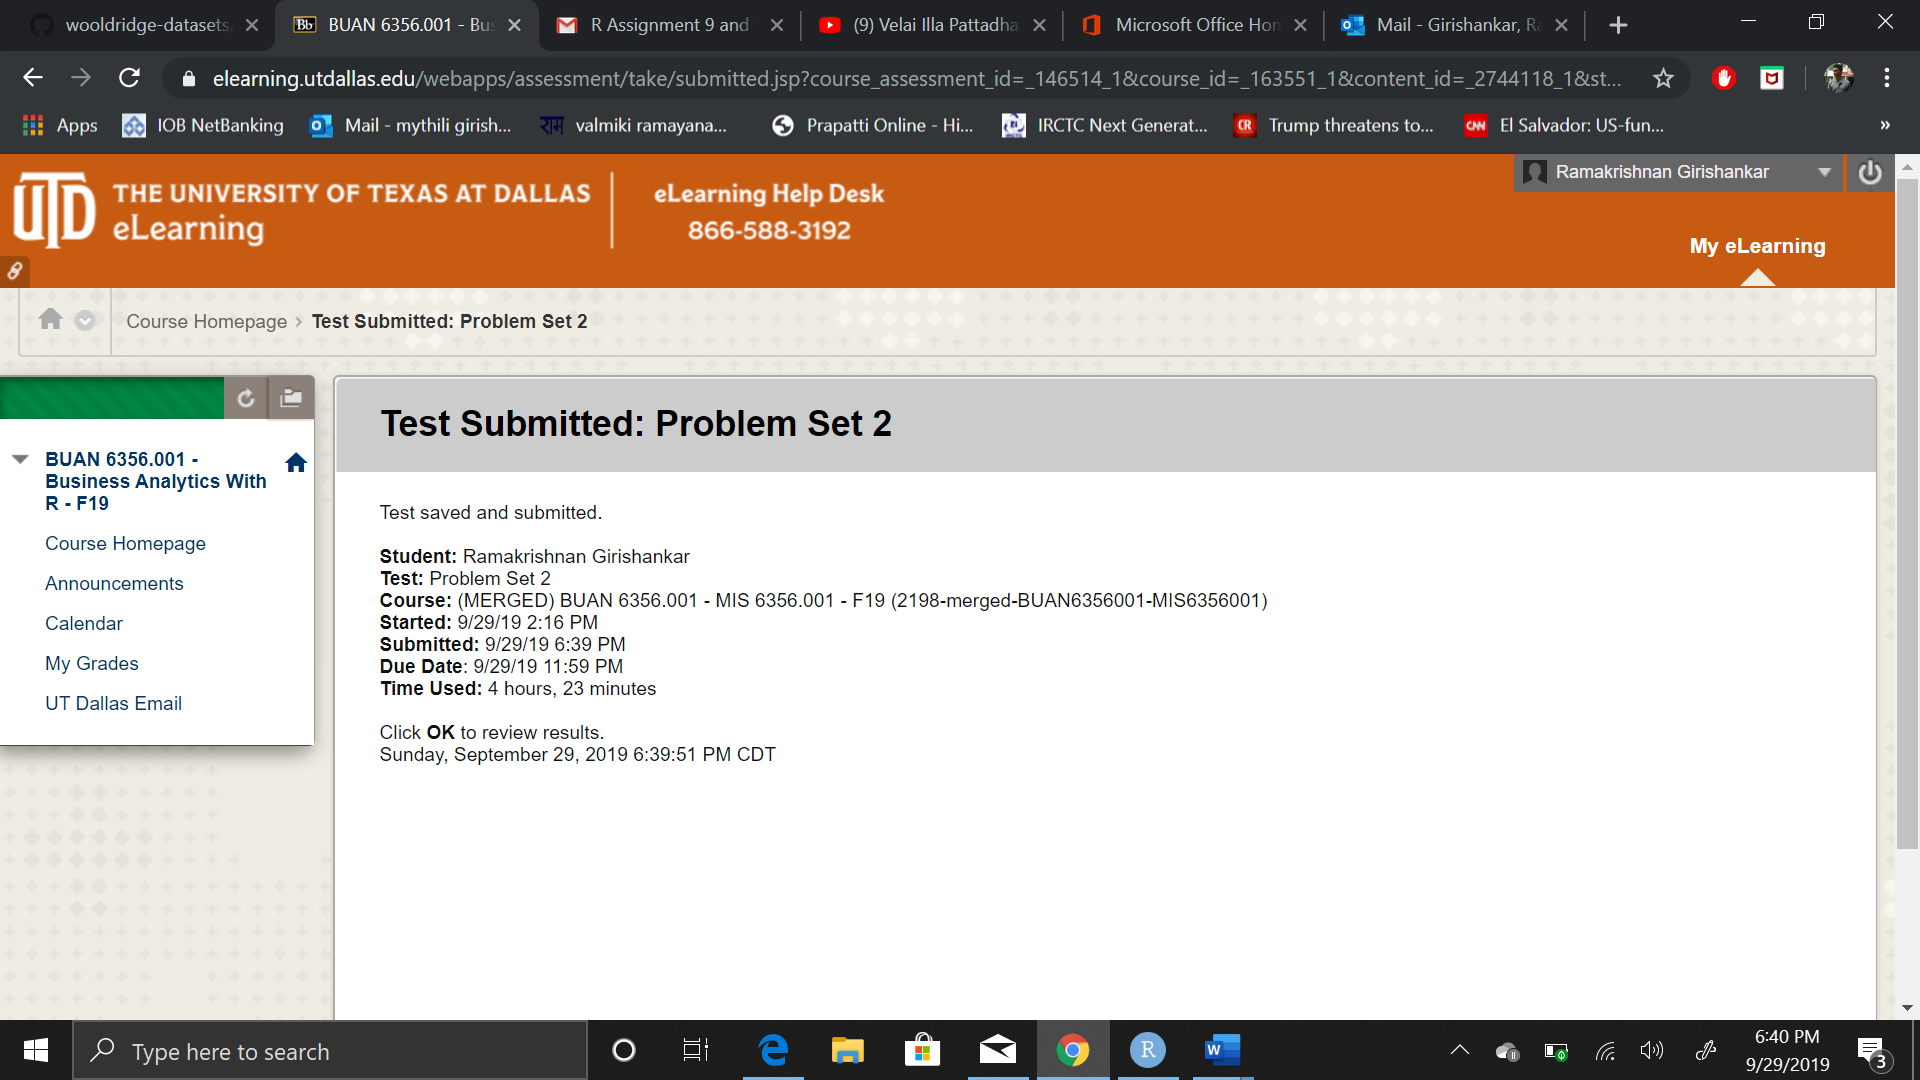 wooldridge-datasets/
BUAN 6356.001 - Bus
R Assignment 9 and
(9) Velai Illa Pattadha
Microsoft Office Hom
Mail - Girishankar, Ra
elearning.utdallas.edu/webapps/assessment/take/submitted.jsp?course_assessment_id=_146514_1&course_id=_163551_1&content_id=_2744118_1&st...
Apps
IOB NetBanking
Mail - mythili girish...
राम valmiki ramayana...
Prapatti Online - Hi...
IRCTC Next Generat...
CR Trump threatens to...
CNN El Salvador: US-fun...
»
UTD
THE UNIVERSITY OF TEXAS AT DALLAS
eLearning
eLearning Help Desk
866-588-3192
Ramakrishnan Girishankar
My eLearning
Course Homepage > Test Submitted: Problem Set 2
BUAN 6356.001 -
Business Analytics With
R - F19
Course Homepage
Announcements
Calendar
My Grades
UT Dallas Email
Test Submitted: Problem Set 2
Test saved and submitted.
Student: Ramakrishnan Girishankar
Test: Problem Set 2
Course: (MERGED) BUAN 6356.001 - MIS 6356.001 - F19 (2198-merged-BUAN6356001-MIS6356001)
Started: 9/29/19 2:16 PM
Submitted: 9/29/19 6:39 PM
Due Date: 9/29/19 11:59 PM
Time Used: 4 hours, 23 minutes
Click OK to review results.
Sunday, September 29, 2019 6:39:51 PM CDT
Type here to search
6:40 PM
9/29/2019
3